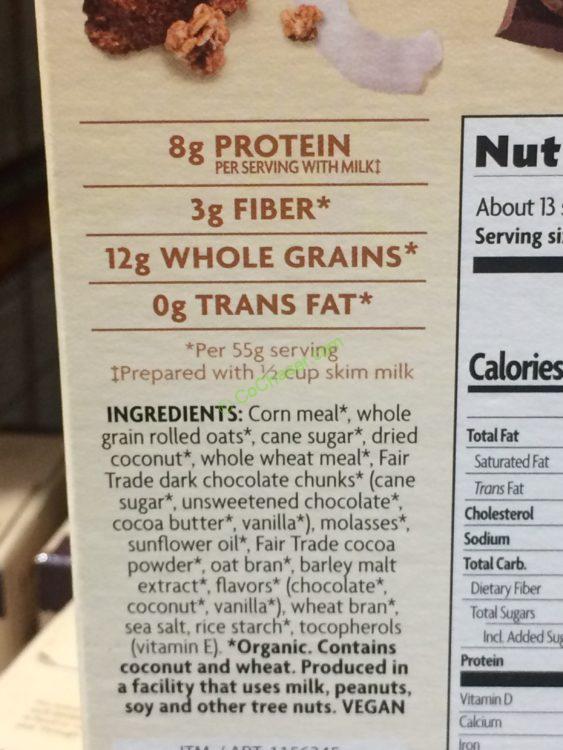 8g PROTEIN
PER SERVING WITH MILK‡
3g FIBER*
12g WHOLE GRAINS*
0g TRANS FAT*
*Per 55g serving
‡Prepared with ½ cup skim milk
INGREDIENTS: Corn meal*, whole
grain rolled oats*, cane sugar*, dried
coconut*, whole wheat meal*, Fair
Trade dark chocolate chunks* (cane
sugar*, unsweetened chocolate*,
cocoa butter*, vanilla*), molasses*,
sunflower oil*, Fair Trade cocoa
powder*, oat bran*, barley malt
extract*, flavors* (chocolate*,
coconut*, vanilla*), wheat bran*,
sea salt, rice starch*, tocopherols
(vitamin E). *Organic. Contains
coconut and wheat. Produced in
a facility that uses milk, peanuts,
soy and other tree nuts. VEGAN
Nut
About 13
Serving si
Calories
Total Fat
Saturated Fat
Trans Fat
Cholesterol
Sodium
Total Carb.
Dietary Fiber
Total Sugars
Incl. Added Sug
Protein
Vitamin D
Calcium
Iron